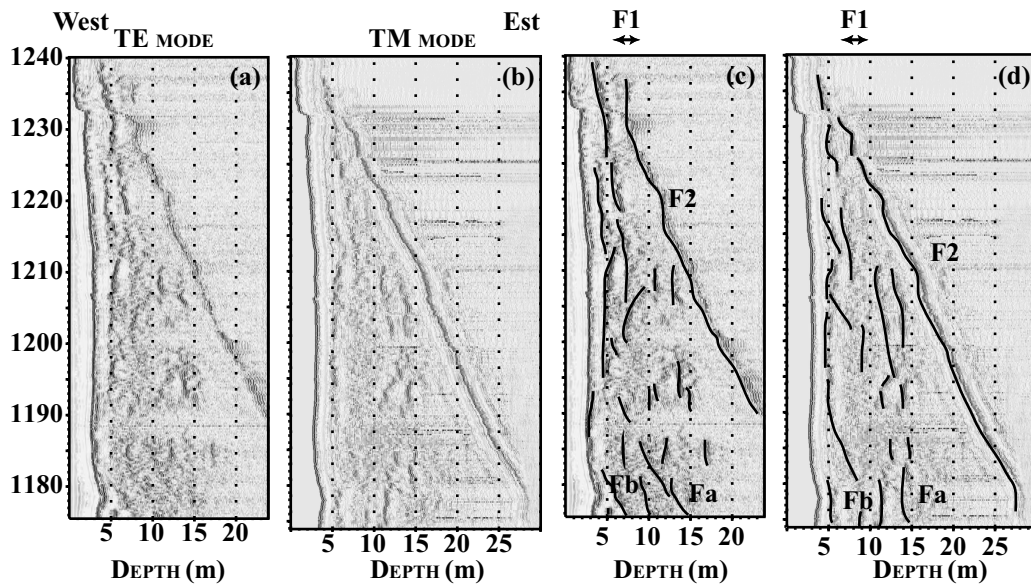 West
Est
F1
F1
TE MODE
TM MODE
(a)
(b)
(c)
(d)
1240
1230
1220
1210
1200
1190
1180
F2
F2
Fb
Fa
Fb
Fa
5 10 15 20
5 10 15 20 25
5 10 15 20
5 10 15 20 25
DEPTH (m)
DEPTH (m)
DEPTH (m)
DEPTH (m)